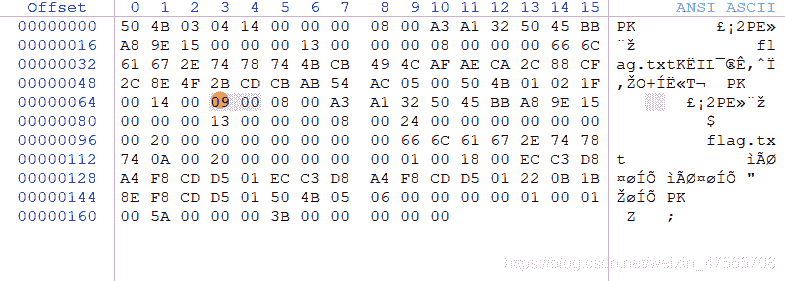 Offset 0 1 2 3 4 5 6 7 8 9 10 11 12 13 14 15 ANSI ASCII
00000000 50 4B 03 04 14 00 00 00 08 00 A3 A1 32 50 45 BB PK £¡2PE»
00000016 A8 9E 15 00 00 00 13 00 00 00 08 00 00 00 66 6C ¨ž fl
00000032 61 67 2E 74 78 74 4B CB 49 4C AF AE CA 2C 88 CF ag.txtKËIL¯®Ê,ˆÏ
00000048 2C 8E 4F 2B CD CB AB 54 AC 05 00 50 4B 01 02 1F ,ŽO+ÍË«T¬ PK
00000064 00 14 00 09 00 08 00 A3 A1 32 50 45 BB A8 9E 15 £¡2PE»¨ž
00000080 00 00 00 13 00 00 00 08 00 24 00 00 00 00 00 00 $
00000096 00 20 00 00 00 00 00 00 00 66 6C 61 67 2E 74 78 flag.tx
00000112 74 0A 00 20 00 00 00 00 00 01 00 18 00 EC C3 D8 t ìÃØ
00000128 A4 F8 CD D5 01 EC C3 D8 A4 F8 CD D5 01 22 0B 1B ¤øÍÕ ìÃØ¤øÍÕ "
00000144 8E F8 CD D5 01 50 4B 05 06 00 00 00 00 01 00 01 ŽøÍÕ PK
00000160 00 5A 00 00 00 3B 00 00 00 00 00 Z ;
https://blog.csdn.net/weixin_47565708